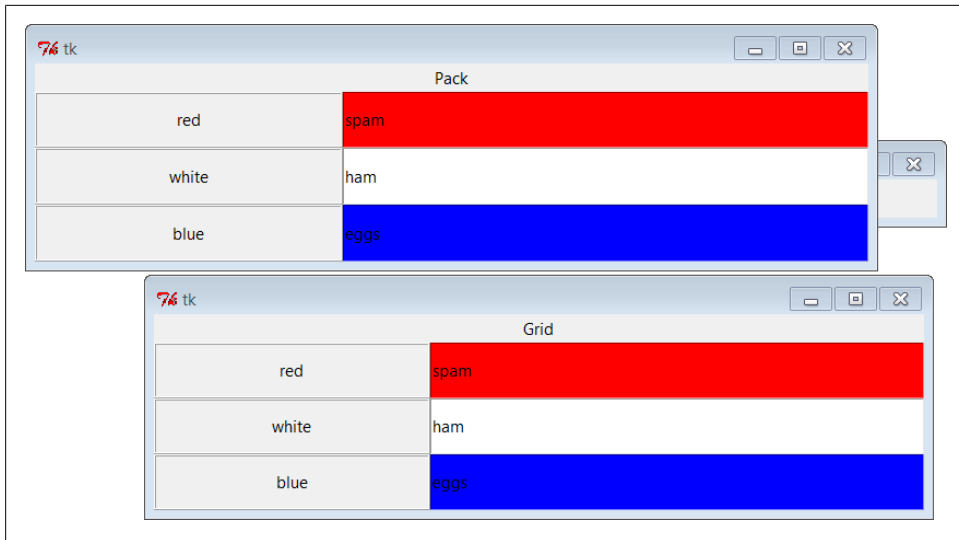 tk
Pack
red spam
white ham
blue eggs
tk
Grid
red spam
white ham
blue eggs